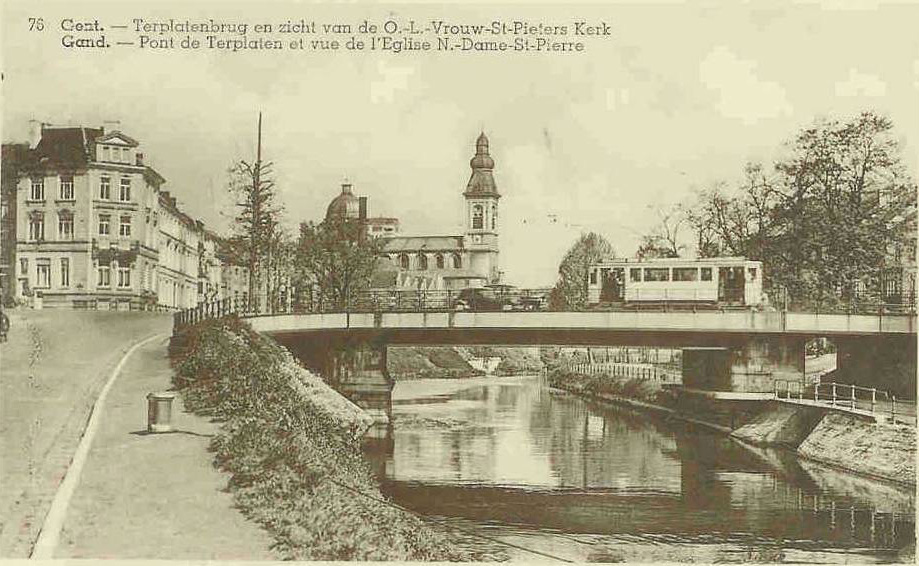 76 Gent. — Terplatenbrug en zicht van de O.-L.-Vrouw-St-Pieters Kerk
Gand. — Pont de Terplaten et vue de l'Eglise N.-Dame-St-Pierre